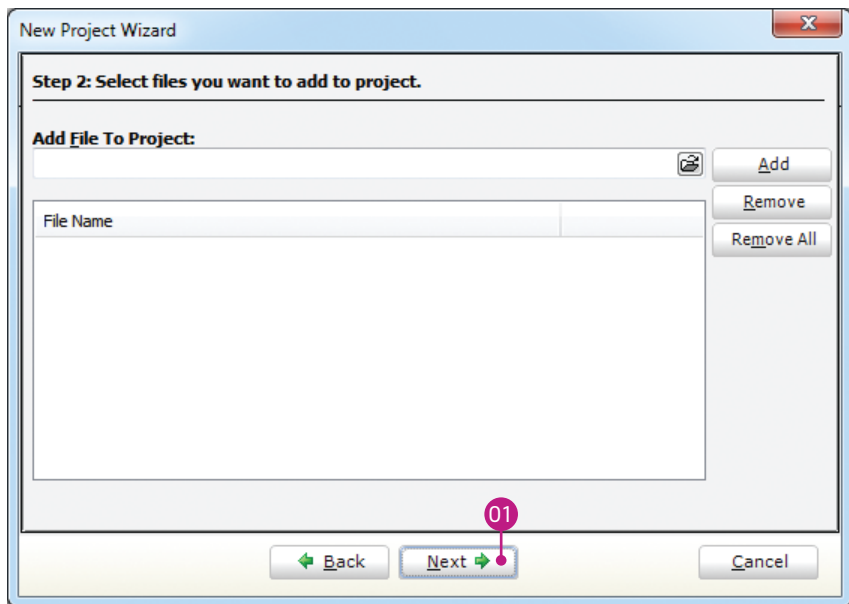 New Project Wizard
Step 2: Select files you want to add to project.
Add File To Project:
Add
Remove
File Name
Remove All
01
Back Next Cancel